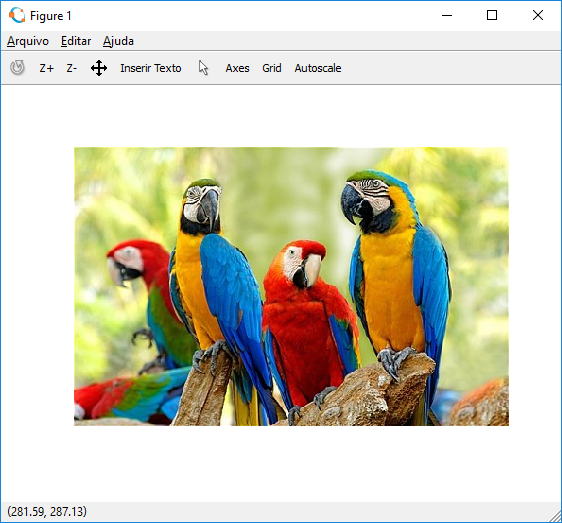 Figure 1
Arquivo Editar Ajuda
Z+ Z- Inserir Texto Axes Grid Autoscale
(281.59, 287.13)